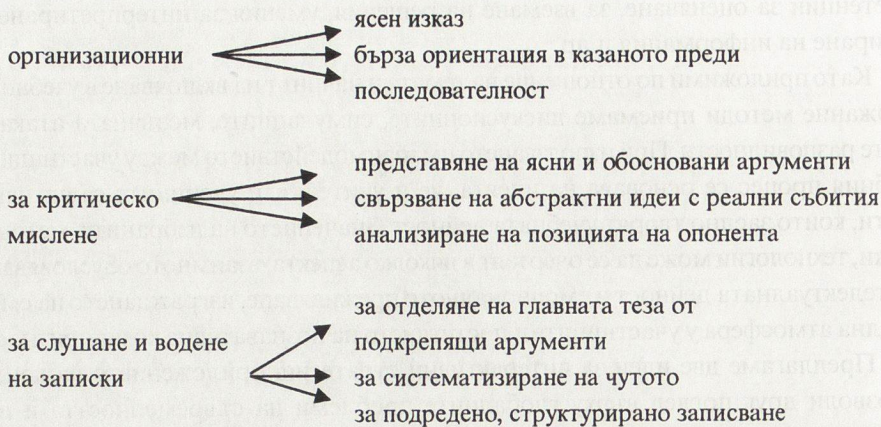 ясен изказ
организационни
бърза ориентация в казаното преди
последователност
представяне на ясни и обосновани аргументи
за критическо
свързване на абстрактни идеи с реални събития
мислене
анализиране на позицията на опонента
за отделяне на главната теза от
за слушане и водене
подкрепящи аргументи
на записки
за систематизиране на чутото
за подредено, структурирано записване